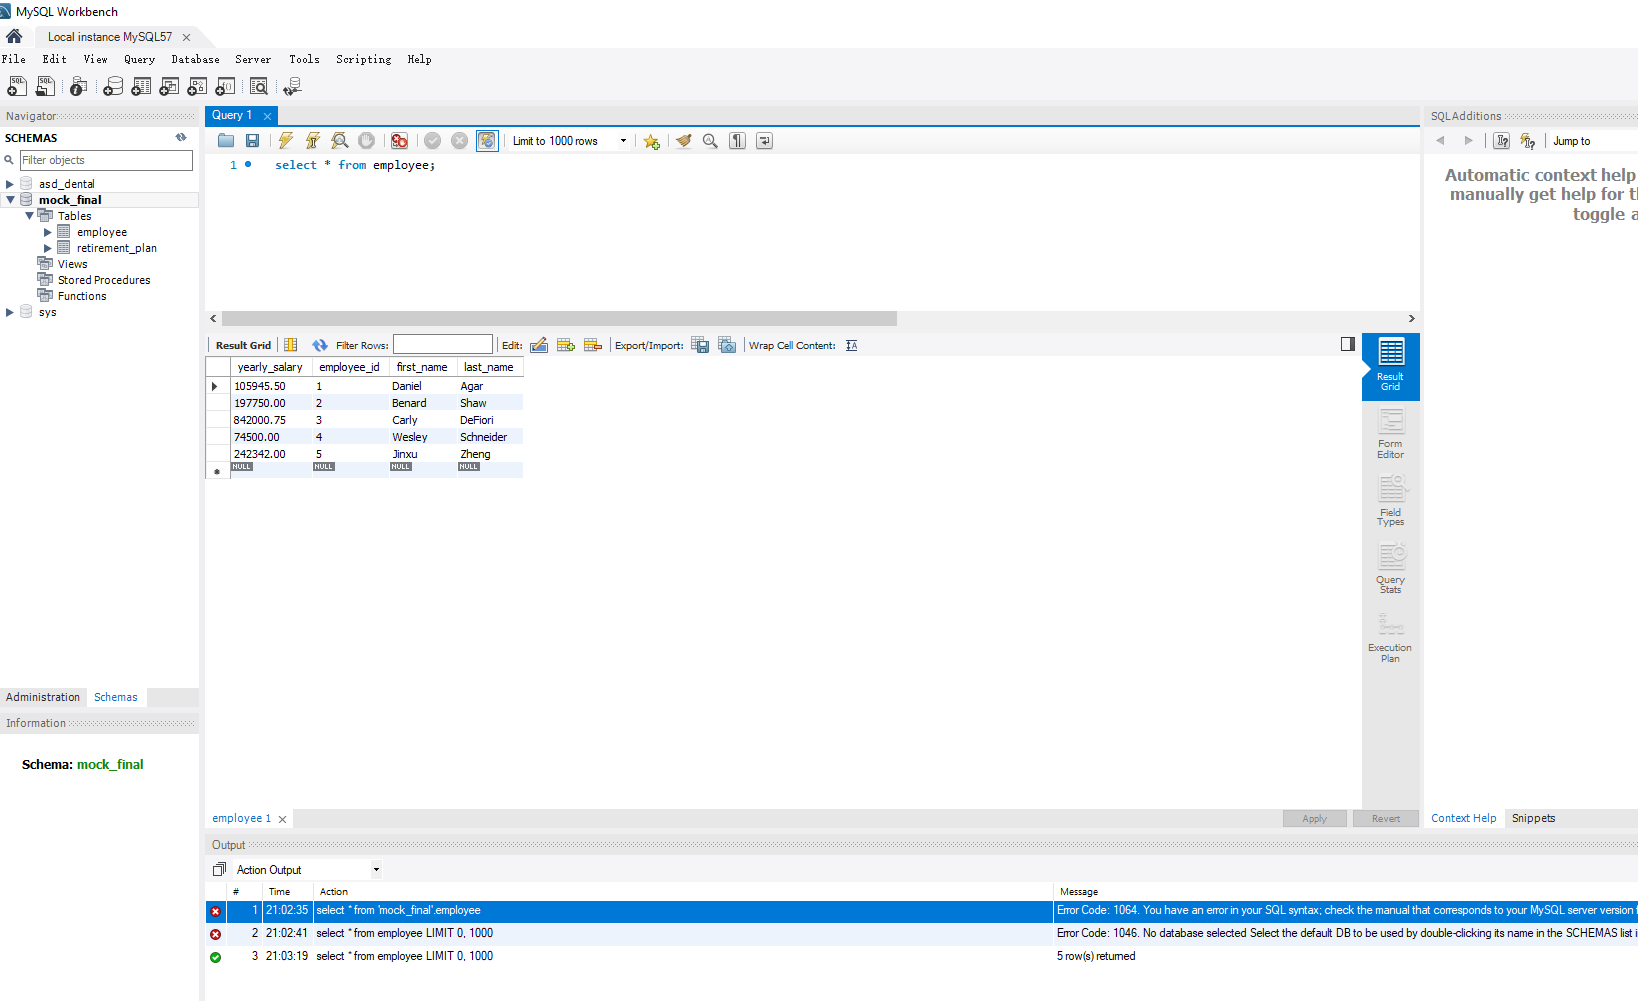 MySQL Workbench
Local instance MySQL57
File Edit View Query Database Server Tools Scripting Help
Navigator
SCHEMAS
Filter objects
asd_dental
mock_final
Tables
employee
retirement_plan
Views
Stored Procedures
Functions
sys
Administration Schemas
Information
Schema: mock_final
Query 1
Limit to 1000 rows
1 select * from employee;
Result Grid Filter Rows: Edit: Export/Import: Wrap Cell Content:
yearly_salary employee_id first_name last_name
105945.50 1 Daniel Agar
197750.00 2 Benard Shaw
842000.75 3 Carly DeFiori
74500.00 4 Wesley Schneider
242342.00 5 Jinxu Zheng
NULL NULL NULL NULL
Result
Grid
Form
Editor
Field
Types
Query
Stats
Execution
Plan
employee 1
Apply Revert
SQLAdditions
Jump to
Automatic context help
manually get help for t
toggle a
Context Help Snippets
Output
Action Output
# Time Action Message
1 21:02:35 select * from 'mock_final'.employee Error Code: 1064. You have an error in your SQL syntax; check the manual that corresponds to your MySQL server version f
2 21:02:41 select * from employee LIMIT 0, 1000 Error Code: 1046. No database selected Select the default DB to be used by double-clicking its name in the SCHEMAS list i
3 21:03:19 select * from employee LIMIT 0, 1000 5 row(s) returned